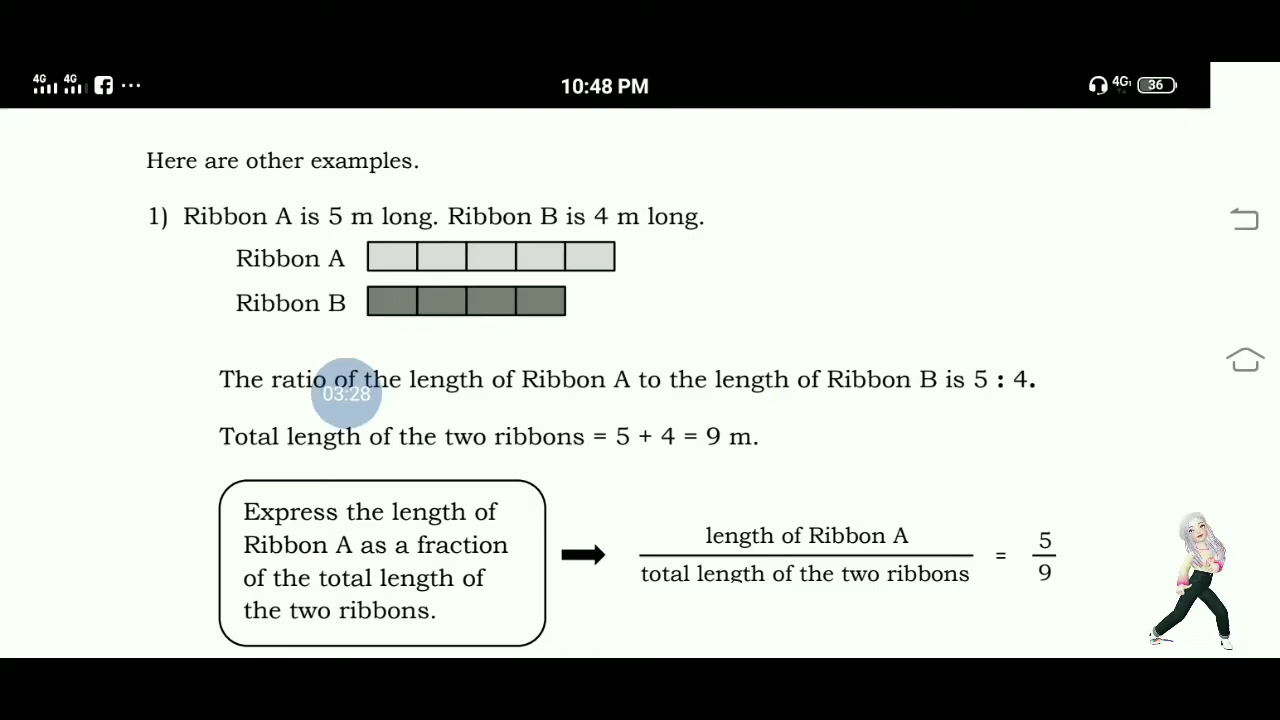 4G 4G ... 10:48 PM 4G 36
Here are other examples.
1) Ribbon A is 5 m long. Ribbon B is 4 m long.
Ribbon A
Ribbon B
The ratio of the length of Ribbon A to the length of Ribbon B is 5 : 4.
03:28
Total length of the two ribbons = 5 + 4 = 9 m.
Express the length of
Ribbon A as a fraction
of the total length of
the two ribbons.
length of Ribbon A
total length of the two ribbons
=
5
9